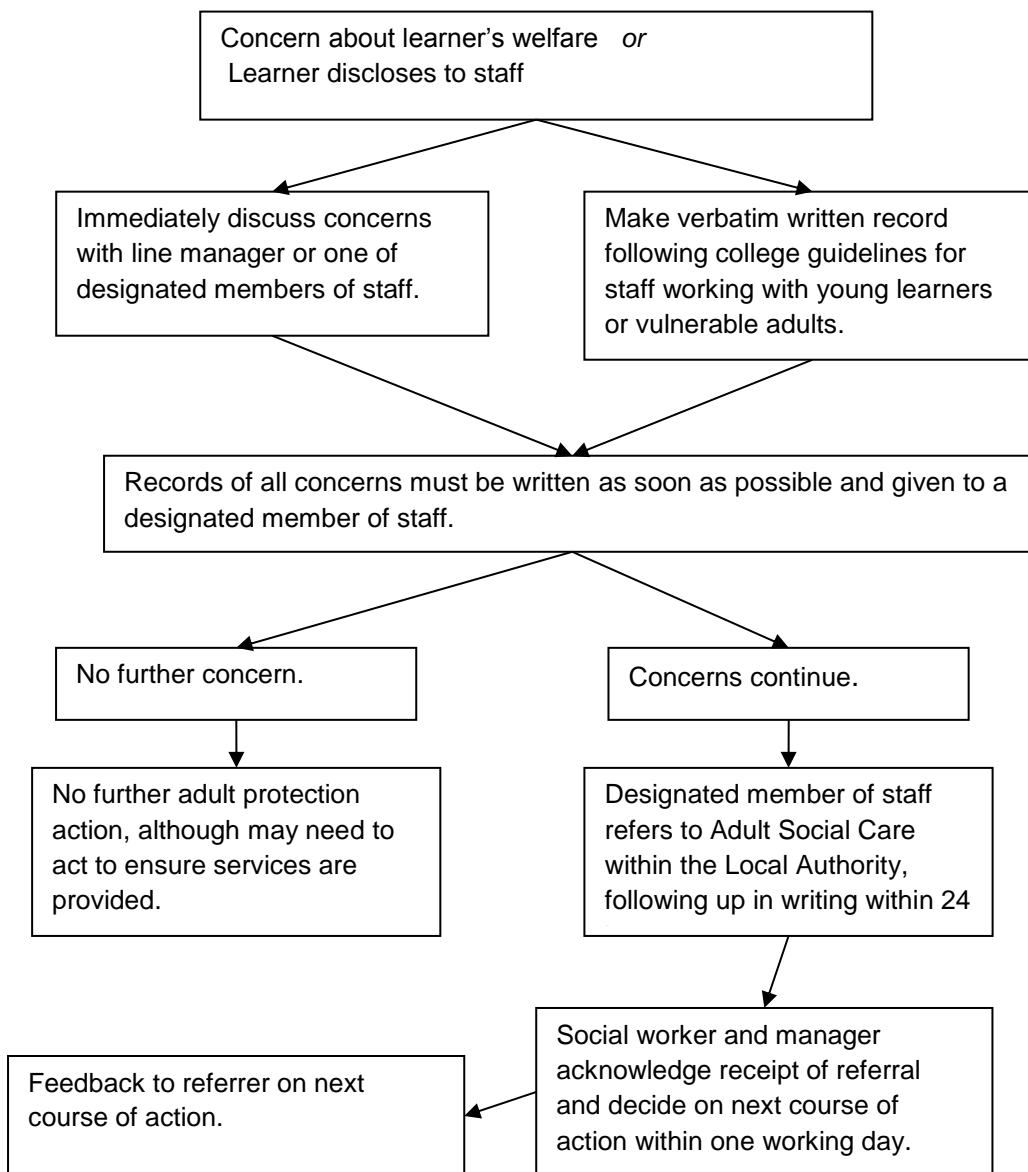 Concern about learner's welfare or
Learner discloses to staff
Immediately discuss concerns
with line manager or one of
designated members of staff.
Make verbatim written record
following college guidelines for
staff working with young learners
or vulnerable adults.
Records of all concerns must be written as soon as possible and given to a
designated member of staff.
No further concern.
Concerns continue.
No further adult protection
action, although may need to
act to ensure services are
provided.
Designated member of staff
refers to Adult Social Care
within the Local Authority,
following up in writing within 24
Social worker and manager
acknowledge receipt of referral
and decide on next course of
action within one working day.
Feedback to referrer on next
course of action.